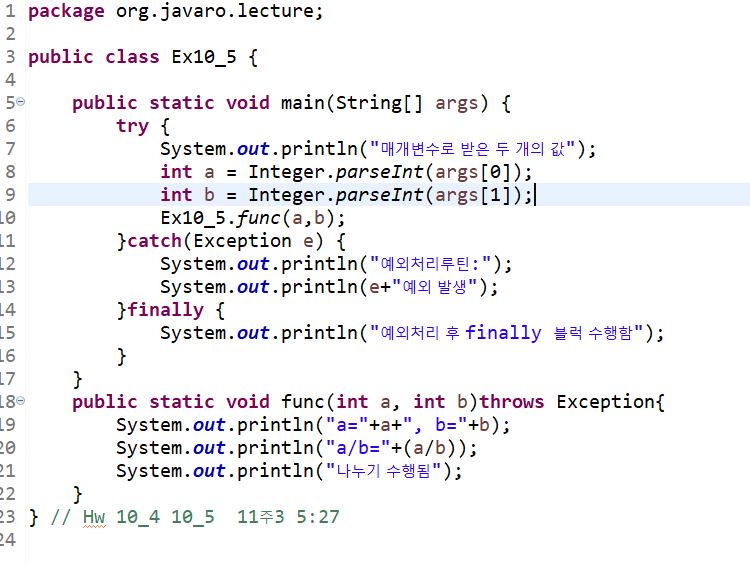 1 package org.javaro.lecture;
2
3 public class Ex10_5 {
4
5 public static void main(String[] args) {
6 try {
7 System.out.println("매개변수로 받은 두 개의 값");
8 int a = Integer.parseInt(args[0]);
9 int b = Integer.parseInt(args[1]);
10 Ex10_5.func(a,b);
11 }catch(Exception e) {
12 System.out.println("예외처리루틴:");
13 System.out.println(e+"예외 발생");
14 }finally {
15 System.out.println("예외처리 후 finally 블럭 수행함");
16 }
17 }
18 public static void func(int a, int b)throws Exception{
19 System.out.println("a="+a+", b="+b);
20 System.out.println("a/b="+(a/b));
21 System.out.println("나누기 수행됨");
22 }
23 } // Hw 10_4 10_5 11주3 5:27
24